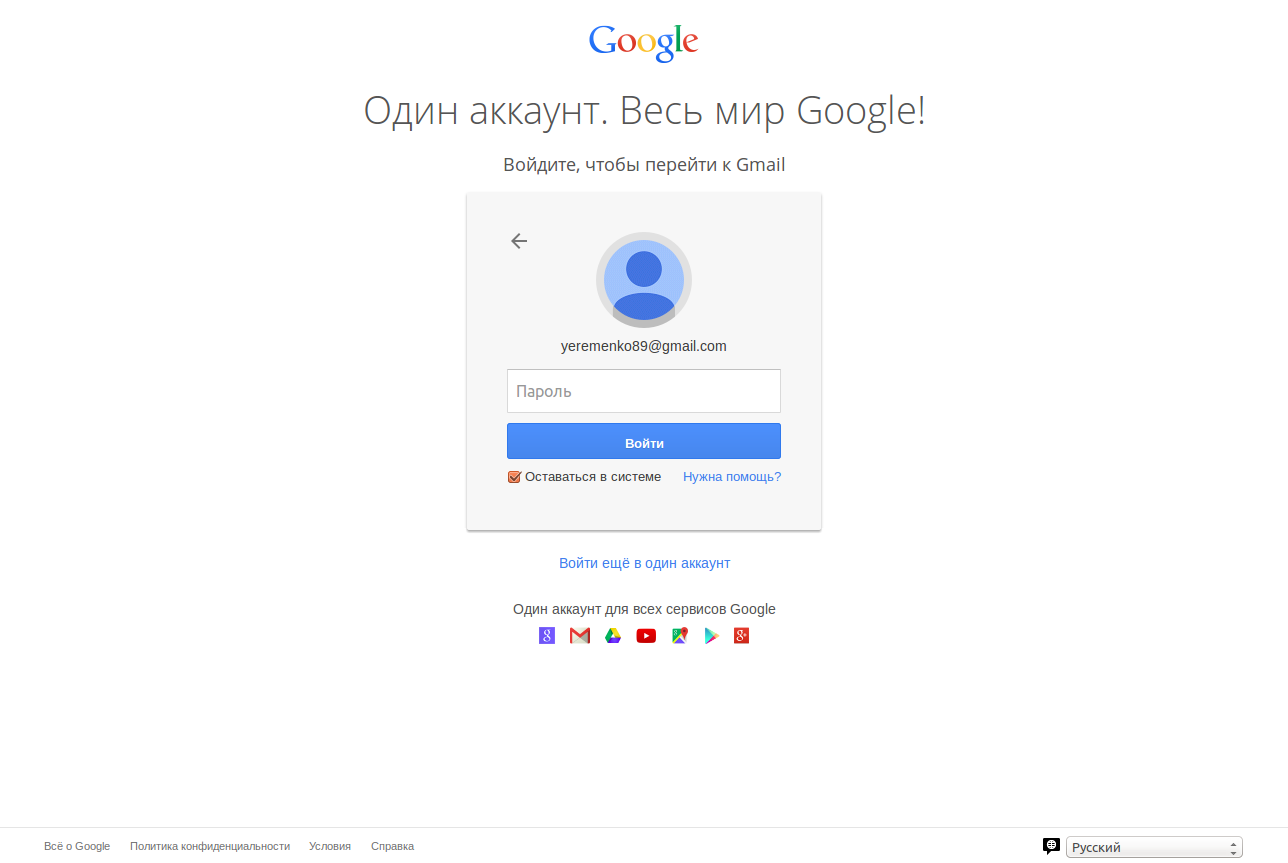 Google
Один аккаунт. Весь мир Google!
Войдите, чтобы перейти к Gmail
yeremenko89@gmail.com
Пароль
Войти
Оставаться в системе Нужна помощь?
Войти ещё в один аккаунт
Один аккаунт для всех сервисов Google
Всё о Google Политика конфиденциальности Условия Справка Русский